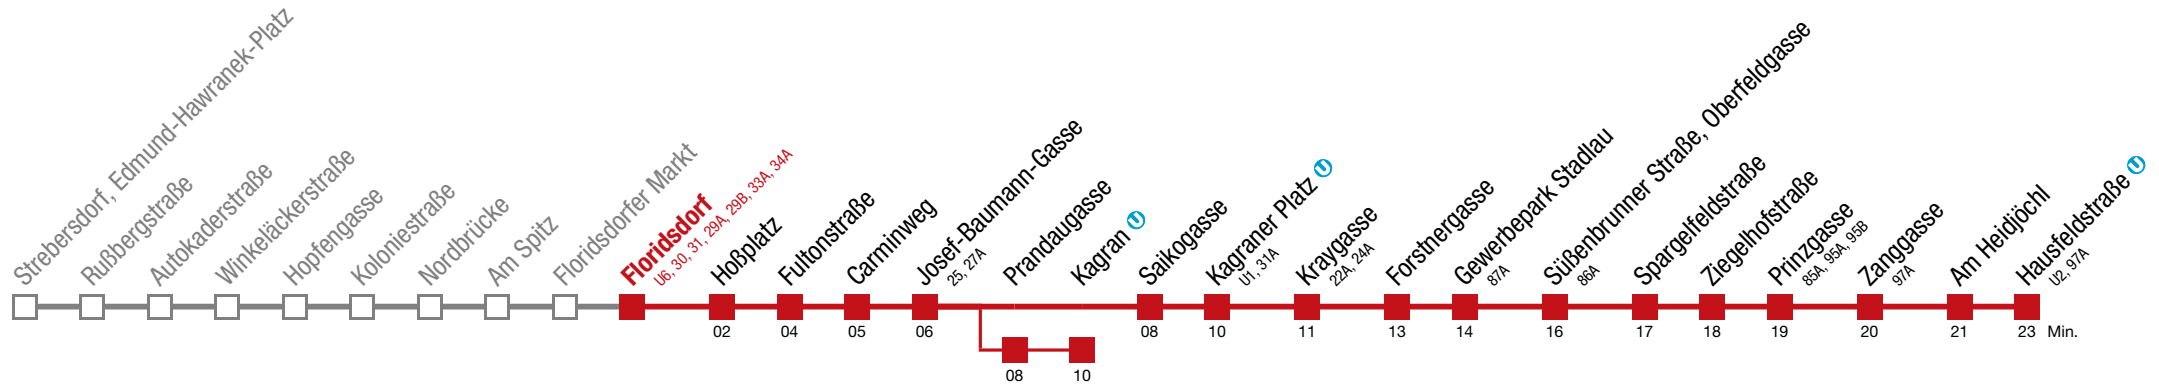 Strebersdorf, Edmund-Hawranek-Platz
Rußbergstraße
Autokaderstraße
Winkeläckerstraße
Hopfengasse
Koloniestraße
Nordbrücke
Am Spitz
Floridsdorfer Markt
Floridsdorf
U6, 30, 31, 29A, 29B, 33A, 34A
Hoßplatz
Fultonstraße
Carminweg
Josef-Baumann-Gasse
25, 27A
Prandaugasse
Kagran U
Saikogasse
Kagraner Platz U
U1, 31A
Kraygasse
22A, 24A
Forstnergasse
Gewerbepark Stadlau
87A
Süßenbrunner Straße, Oberfeldgasse
86A
Spargelfeldstraße
Ziegelhofstraße
Prinzgasse
85A, 95A, 95B
Zanggasse
97A
Am Heidjöchl
Hausfeldstraße U
U2, 97A
02 04 05 06 08 10 11 13 14 16 17 18 19 20 21 23 Min.
08 10